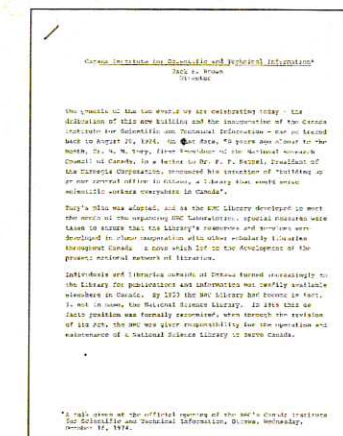 Canada Institute for Scientific and Technical Information*
Jack E. Brown
Director
The genesis of the two events we are celebrating today - the
dedication of this new building and the inauguration of the Canada
Institute for Scientific and Technical Information - can be traced
back to August 20, 1924. On that date, 50 years ago almost to the
month, Dr. H. M. Tory, first President of the National Research
Council of Canada, in a letter to Mr. F. P. Keppel, President of
the Carnegie Corporation, announced his intention of "building up
at our central office in Ottawa, a library that would serve
scientific workers everywhere in Canada".
Tory's plan was adopted, and as the NRC Library developed to meet
the needs of the expanding NRC Laboratories, special measures were
taken to ensure that the Library's resources and services were
developed in close cooperation with other scholarly libraries
throughout Canada - a move which led to the development of the
present national network of libraries.
Individuals and libraries outside of Ottawa turned increasingly to
the Library for publications and information not readily available
elsewhere in Canada. By 1953 the NRC Library had become in fact,
if not in name, the National Science Library. In 1966 this de
facto position was formally recognized, when through the revision
of its Act, the NRC was given responsibility for the operation and
maintenance of a National Science Library to serve Canada.
*A talk given at the official opening of the NRC's Canada Institute
for Scientific and Technical Information, Ottawa, Wednesday,
October 16, 1974.